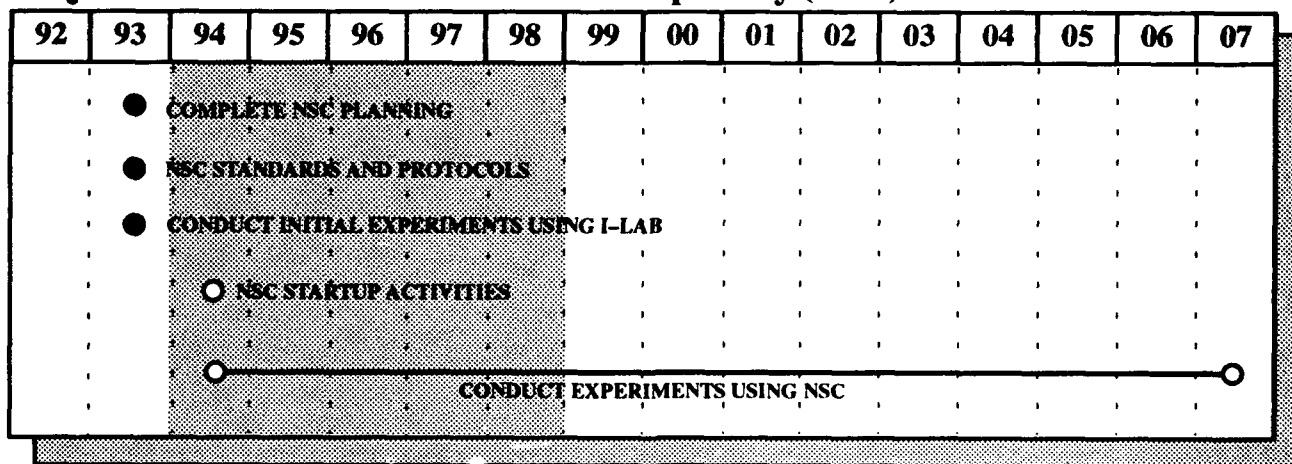 92 93 94 95 96 97 98 99 00 01 02 03 04 05 06 07
COMPLETE NSC PLANNING
NSC STANDARDS AND PROTOCOLS
CONDUCT INITIAL EXPERIMENTS USING I-LAB
NSC STARTUP ACTIVITIES
CONDUCT EXPERIMENTS USING NSC